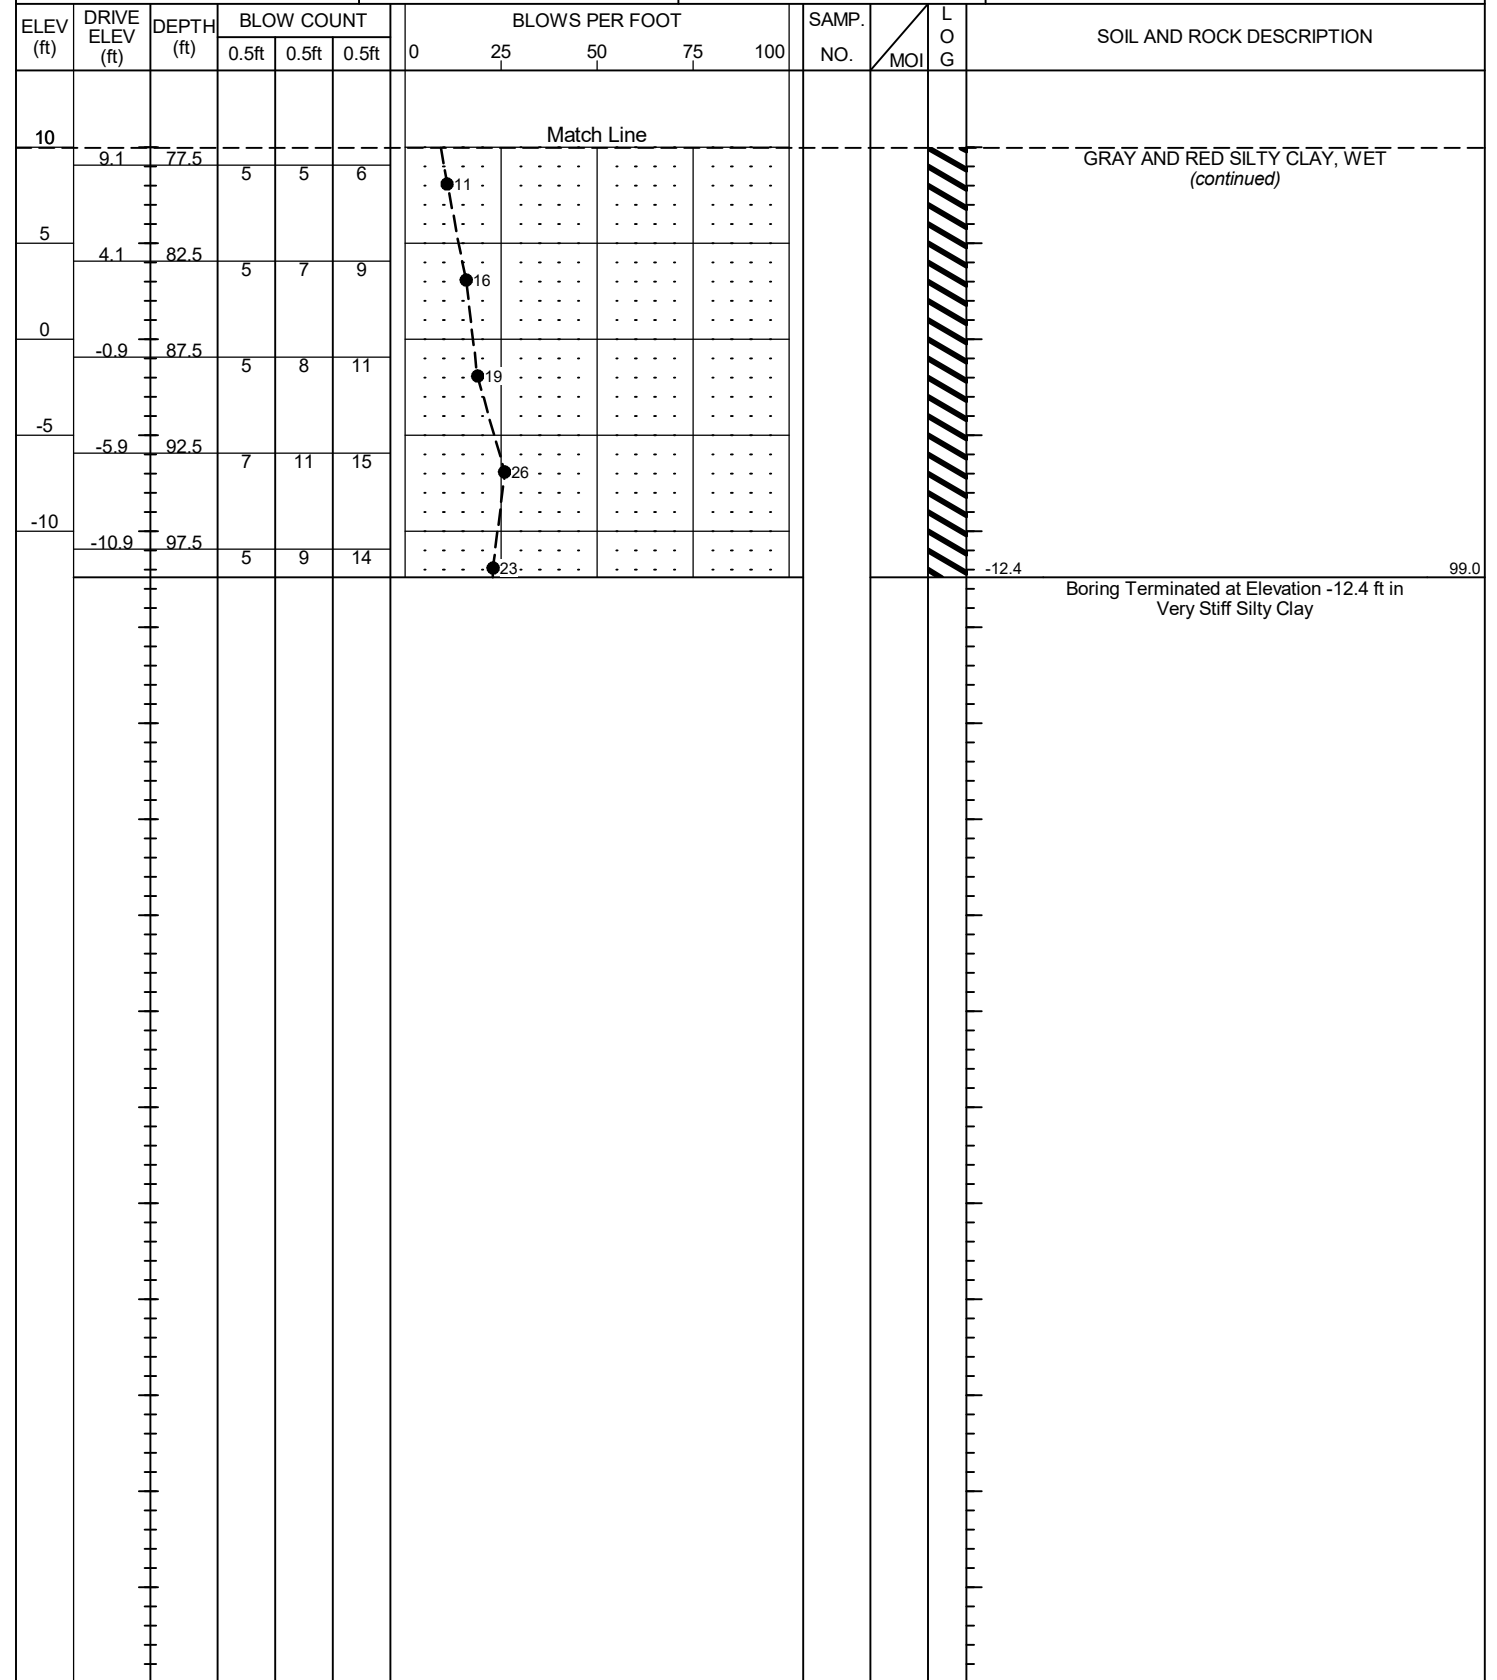 ELEV (ft) DRIVE ELEV (ft) DEPTH (ft) BLOW COUNT BLOWS PER FOOT SAMP. NO. MOI L O G SOIL AND ROCK DESCRIPTION
0.5ft 0.5ft 0.5ft 0 25 50 75 100
10 Match Line
9.1 77.5 5 5 6 11 GRAY AND RED SILTY CLAY, WET
(continued)
5
4.1 82.5 5 7 9 16
0
-0.9 87.5 5 8 11 19
-5
-5.9 92.5 7 11 15 26
-10
-10.9 97.5 5 9 14 23
-12.4 99.0
Boring Terminated at Elevation -12.4 ft in
Very Stiff Silty Clay